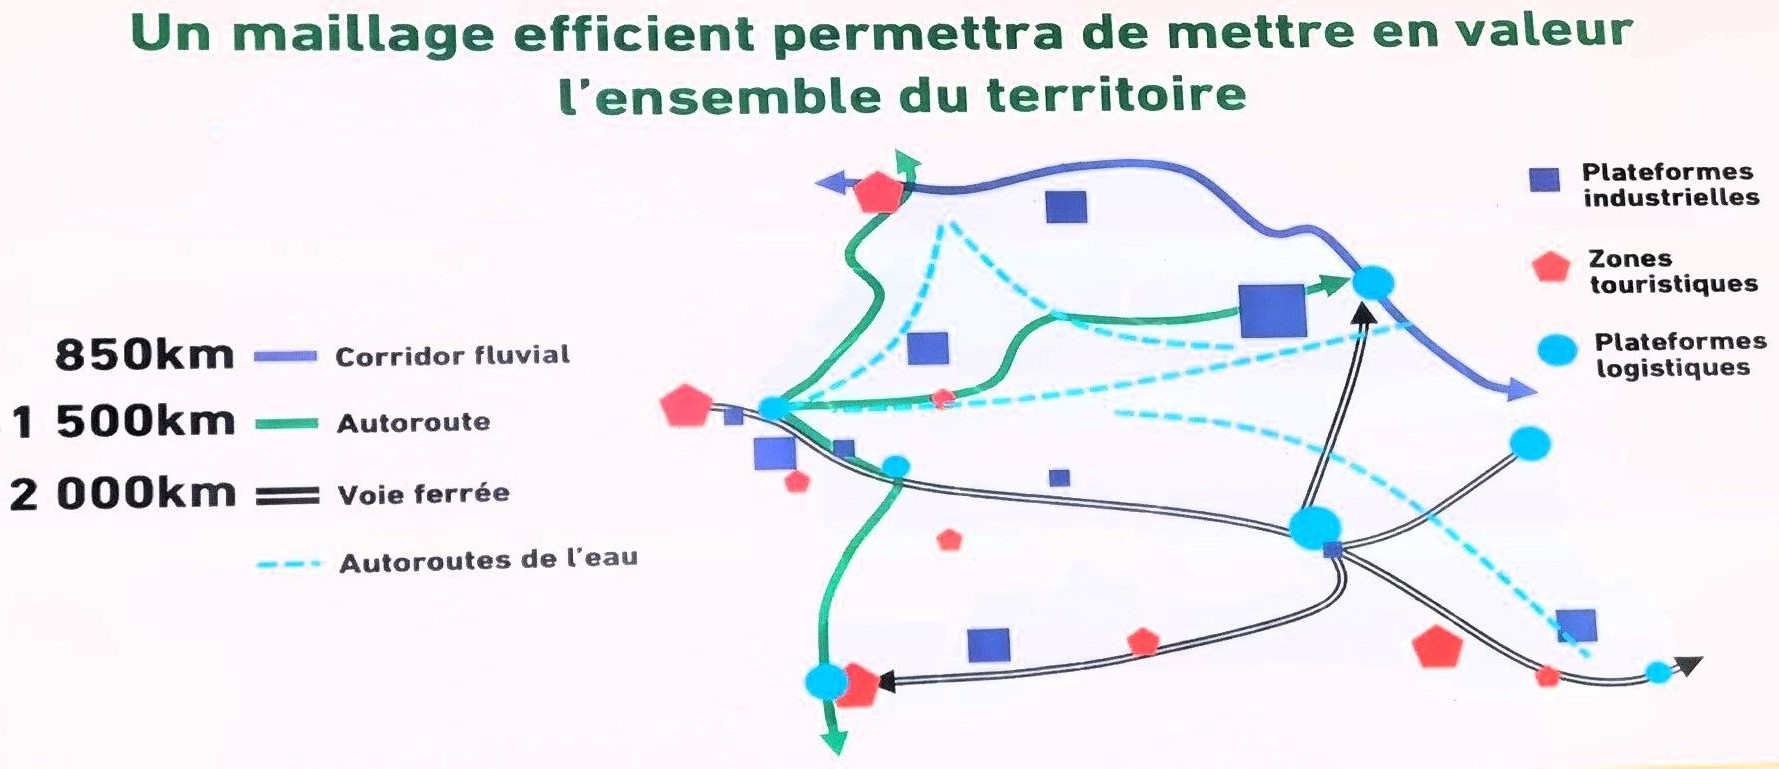 Un maillage efficient permettra de mettre en valeur
l'ensemble du territoire
Plateformes
industrielles
Zones
touristiques
Plateformes
logistiques
850km Corridor fluvial
1 500km Autoroute
2 000km Voie ferrée
Autoroutes de l'eau